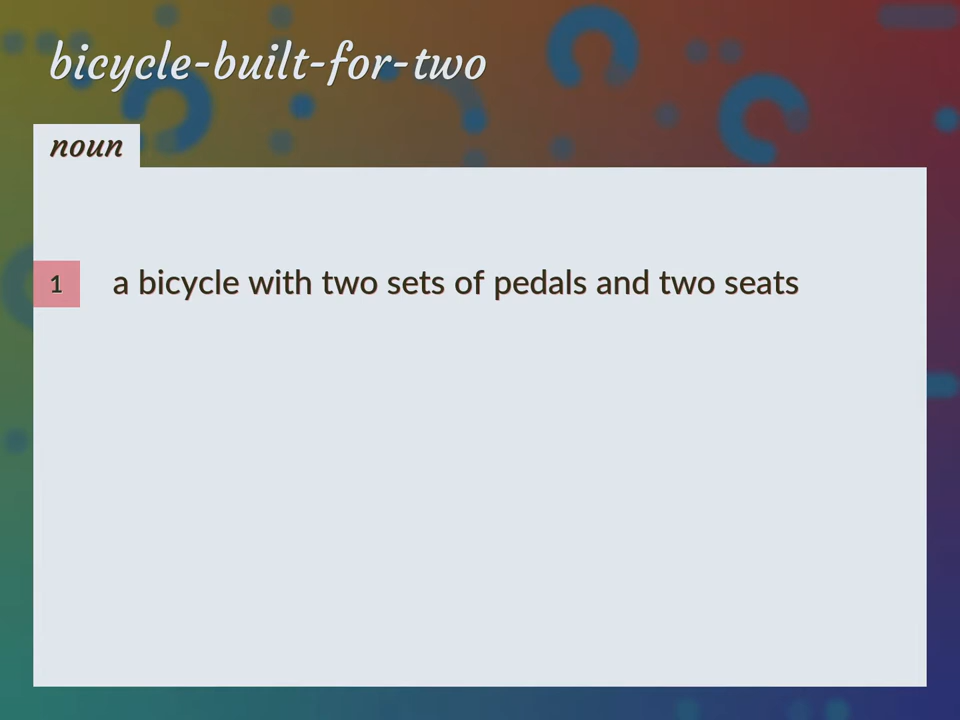 bicycle-built-for-two
noun
1 a bicycle with two sets of pedals and two seats